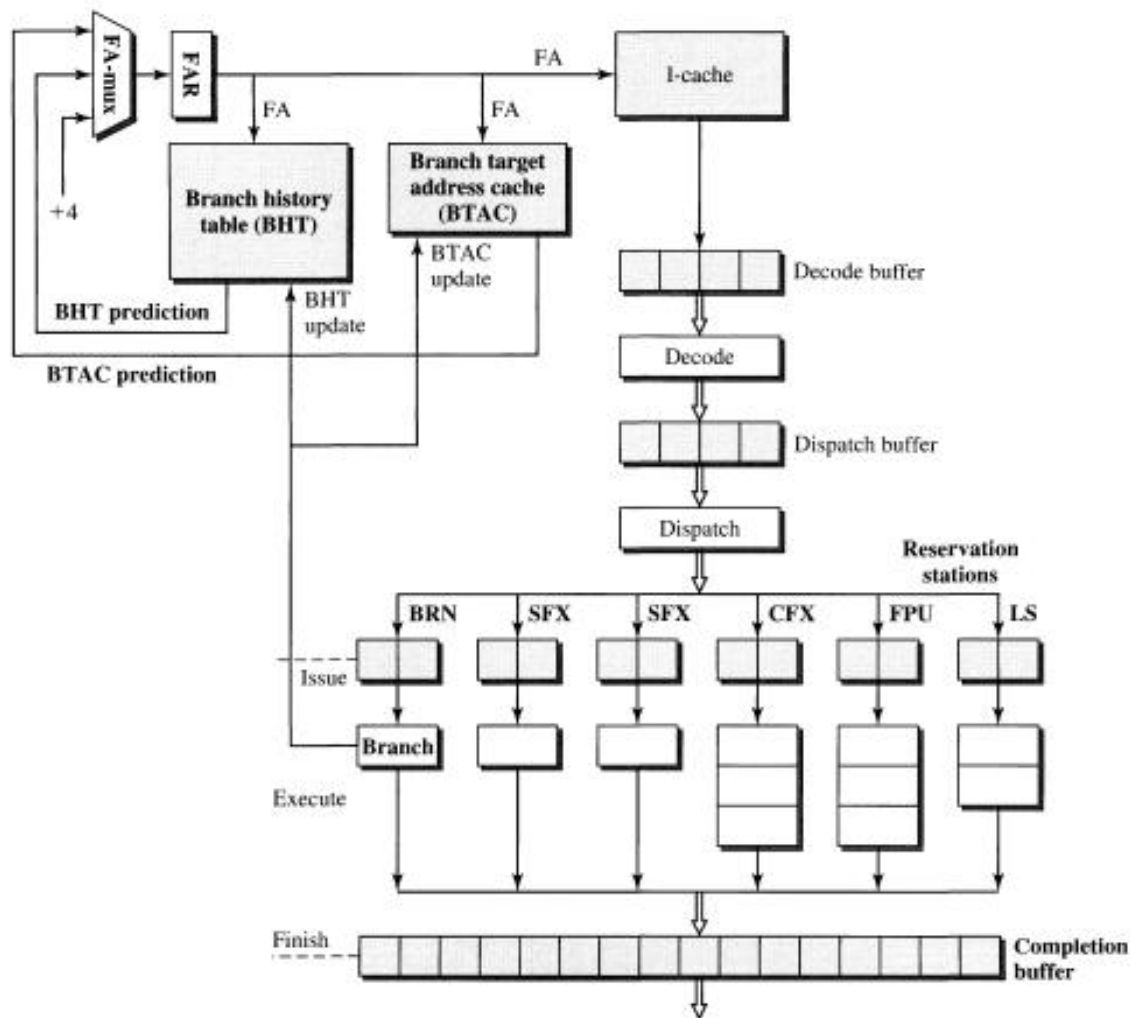 FA-mux
FAR
FA
I-cache
FA
FA
Branch history
table (BHT)
Branch target
address cache
(BTAC)
+4
BTAC
update
Decode buffer
BHT
update
BHT prediction
BTAC prediction
Decode
Dispatch buffer
Dispatch
Reservation
stations
BRN
SFX
SFX
CFX
FPU
LS
Issue
Branch
Execute
Finish
Completion
buffer